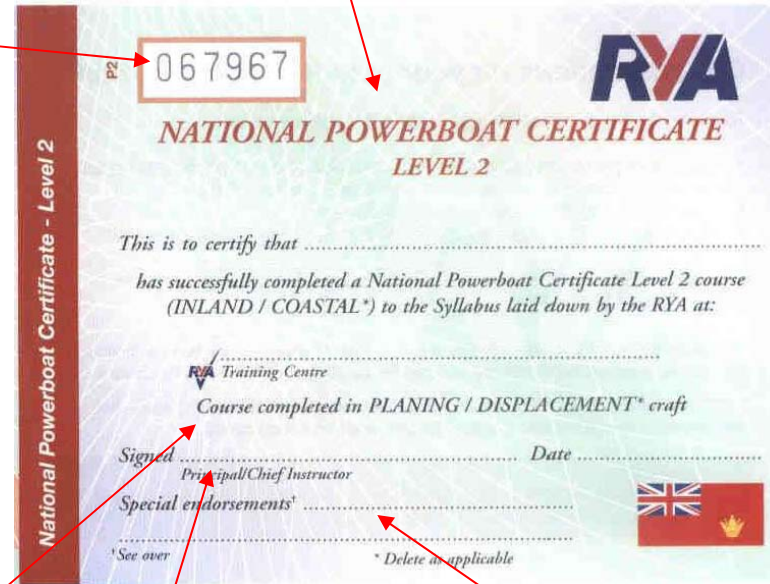 P2 067967 RYA
NATIONAL POWERBOAT CERTIFICATE
LEVEL 2
National Powerboat Certificate - Level 2
This is to certify that
has successfully completed a National Powerboat Certificate Level 2 course
(INLAND / COASTAL*) to the Syllabus laid down by the RYA at:
RYA Training Centre
Course completed in PLANING / DISPLACEMENT* craft
Signed Date
Principal/Chief Instructor
Special endorsements†
†See over * Delete as applicable